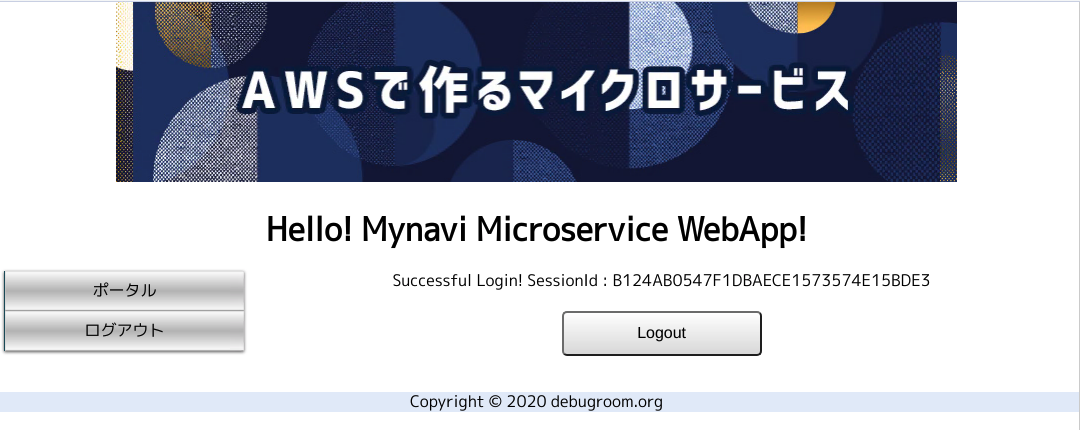 AWSで作るマイクロサービス
Hello! Mynavi Microservice WebApp!
ポータル
ログアウト
Successful Login! SessionId : B124AB0547F1DBAECE1573574E15BDE3
Logout
Copyright © 2020 debugroom.org